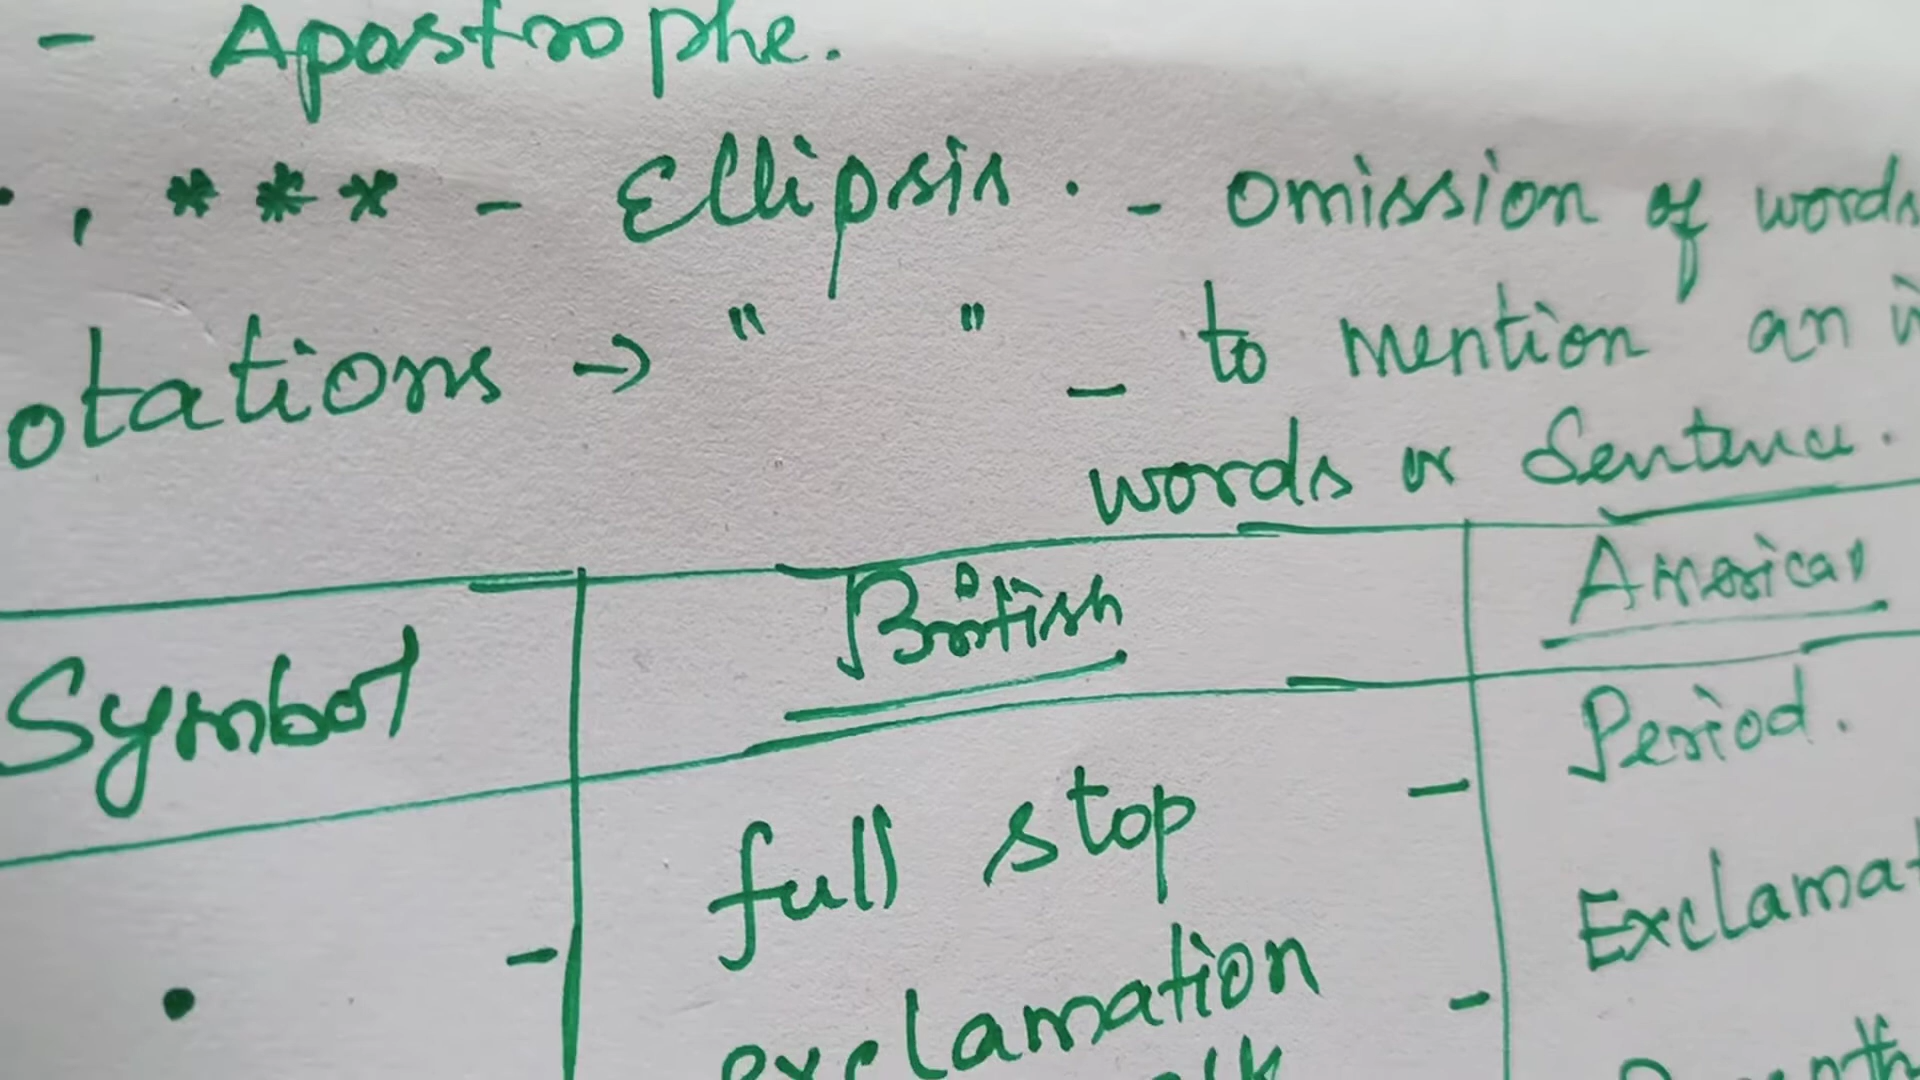 - Apostrophe.
. , *** - Ellipsis. - Omission of words
otations → " " - to mention an
words or Sentence.
Symbol British American
. - full stop - Period.
exclamation - Exclamat